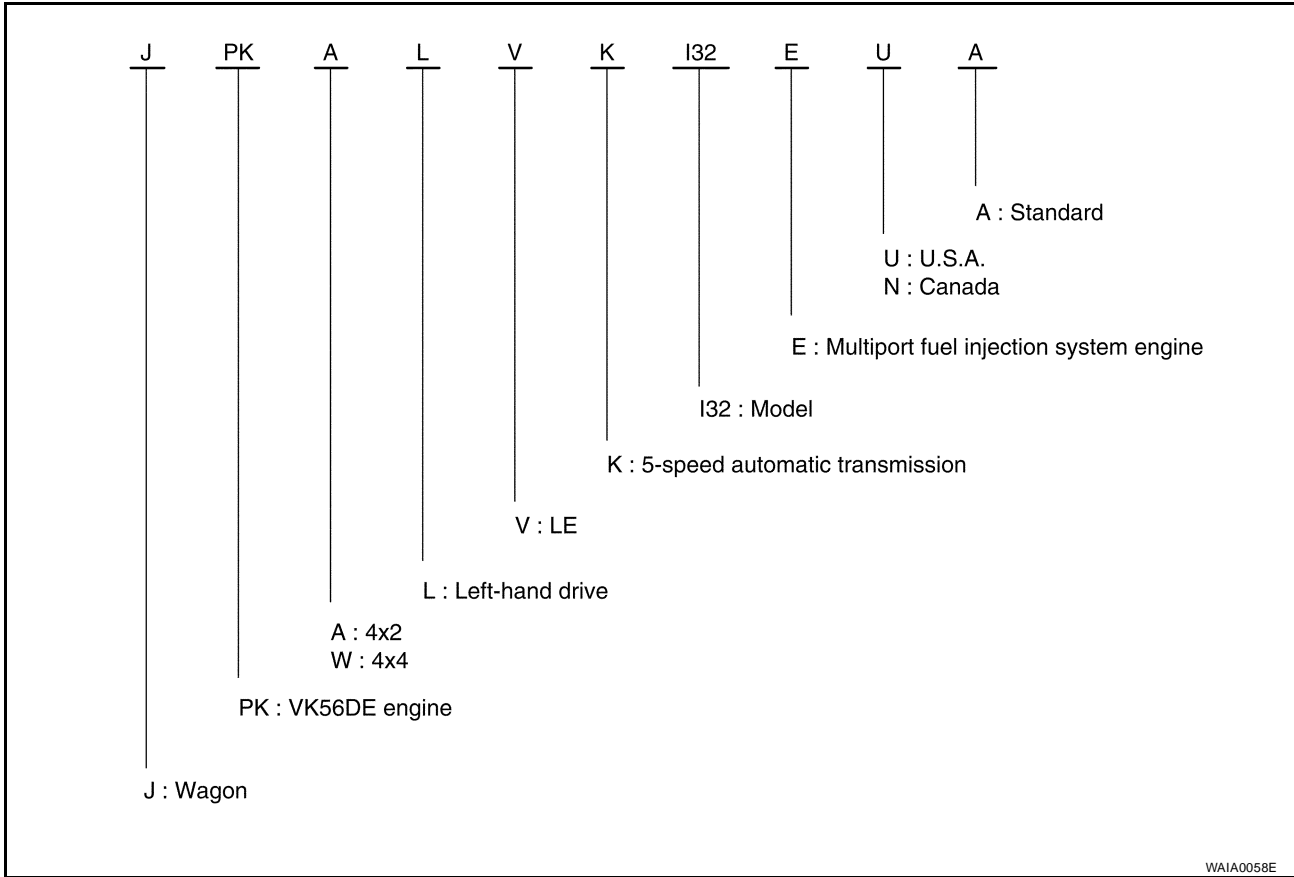 J PK A L V K I32 E U A
A : Standard
U : U.S.A.
N : Canada
E : Multiport fuel injection system engine
I32 : Model
K : 5-speed automatic transmission
V : LE
L : Left-hand drive
A : 4x2
W : 4x4
PK : VK56DE engine
J : Wagon
WAIA0058E